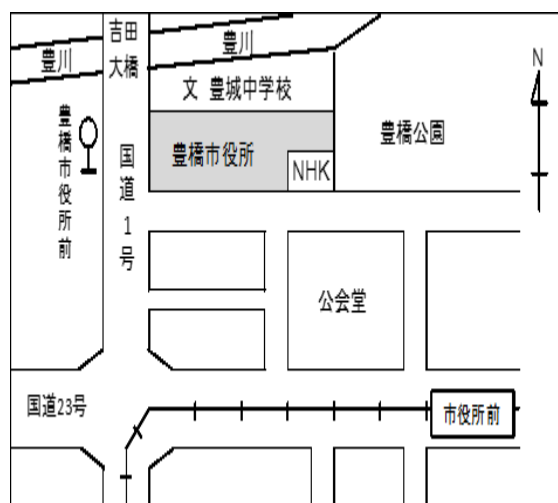 吉田
大橋
豊川
豊川
文 豊城中学校
豊橋市役所前
国道1号
豊橋市役所
NHK
豊橋公園
N
公会堂
国道23号
市役所前